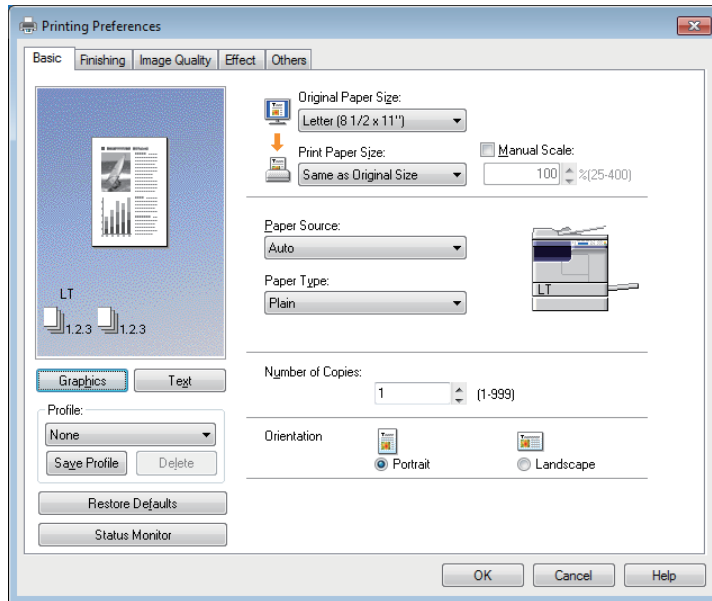 Printing Preferences
Basic Finishing Image Quality Effect Others
Original Paper Size:
Letter (8 1/2 x 11")
Print Paper Size:
Manual Scale:
Same as Original Size
100 %(25-400)
Paper Source:
Auto
Paper Type:
Plain
LT
LT
1.2.3 1.2.3
Graphics Text
Number of Copies:
1 (1-999)
Profile:
None
Save Profile Delete
Orientation
Portrait Landscape
Restore Defaults
Status Monitor
OK Cancel Help